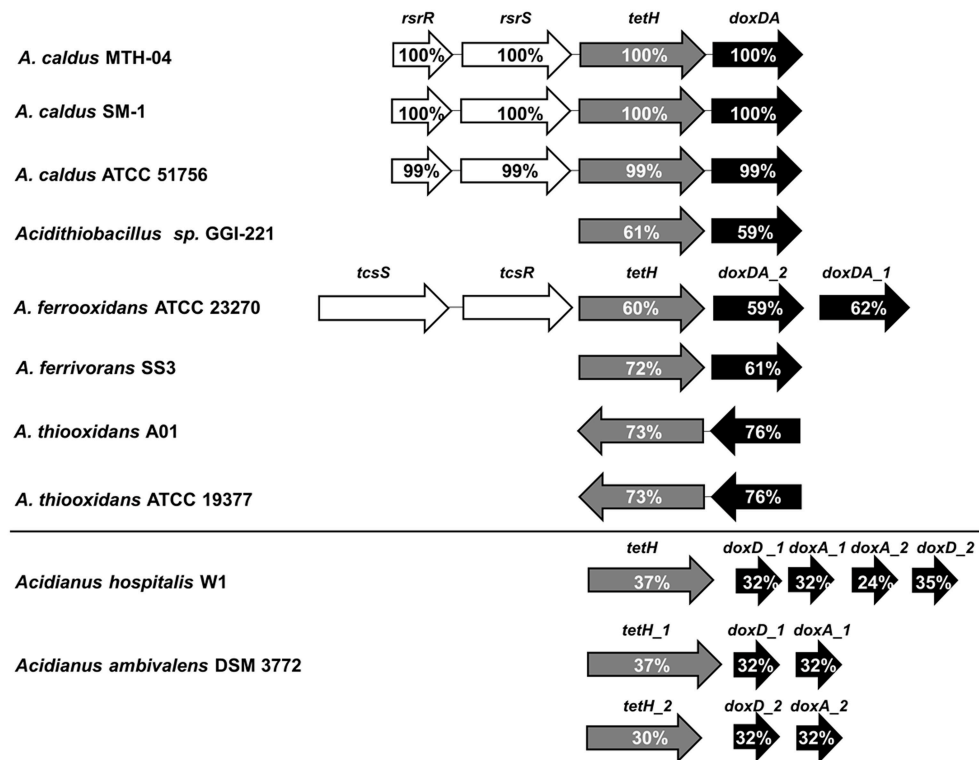 rsrR rsrS tetH doxDA
A. caldus MTH-04 100% 100% 100% 100%
A. caldus SM-1 100% 100% 100% 100%
A. caldus ATCC 51756 99% 99% 99% 99%
Acidithiobacillus sp. GGI-221 61% 59%
tcsS tcsR tetH doxDA_2 doxDA_1
A. ferrooxidans ATCC 23270 60% 59% 62%
A. ferrivorans SS3 72% 61%
A. thiooxidans A01 73% 76%
A. thiooxidans ATCC 19377 73% 76%
tetH doxD_1 doxA_1 doxA_2 doxD_2
Acidianus hospitalis W1 37% 32% 32% 24% 35%
tetH_1 doxD_1 doxA_1
Acidianus ambivalens DSM 3772 37% 32% 32%
tetH_2 doxD_2 doxA_2
30% 32% 32%